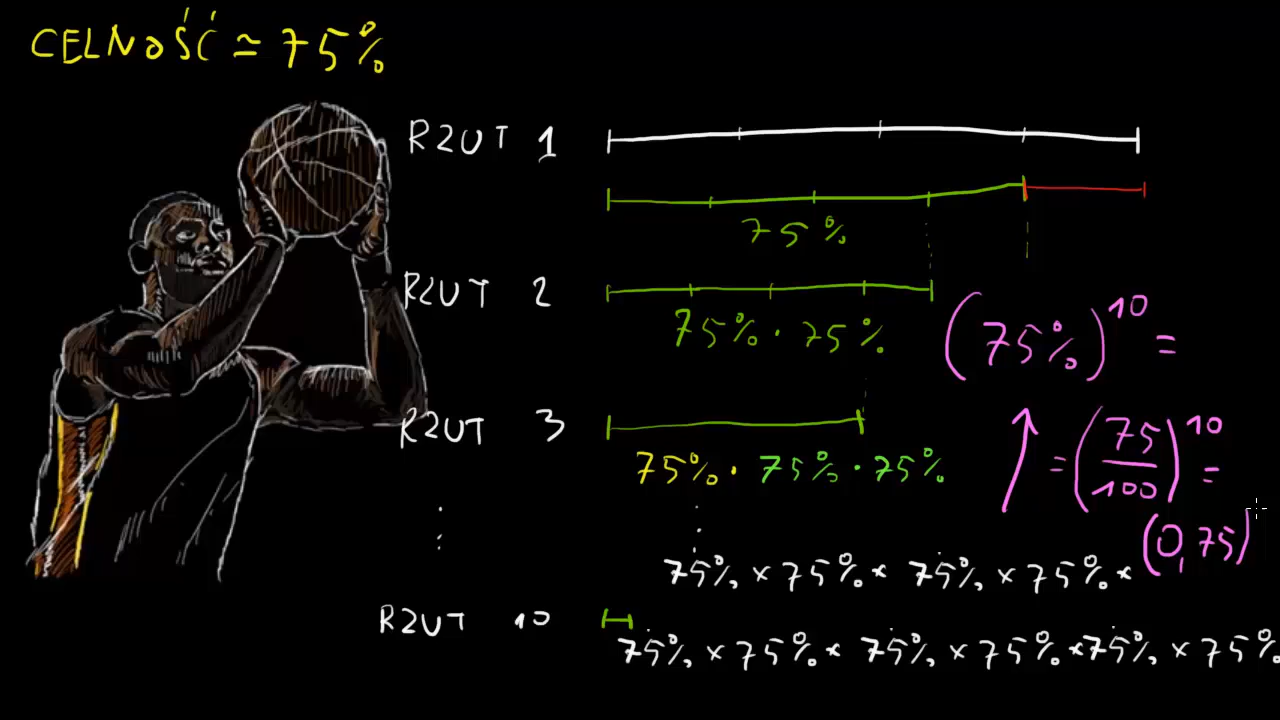 CELNOŚĆ ≃ 75%
RZUT 1
75%
RZUT 2
75% · 75%
(75%)^10 =
RZUT 3
75% · 75% · 75%
= (75/100)^10 =
(0,75)
75% × 75% × 75% × 75% ×
RZUT 10
75% × 75% × 75% × 75% × 75% × 75%